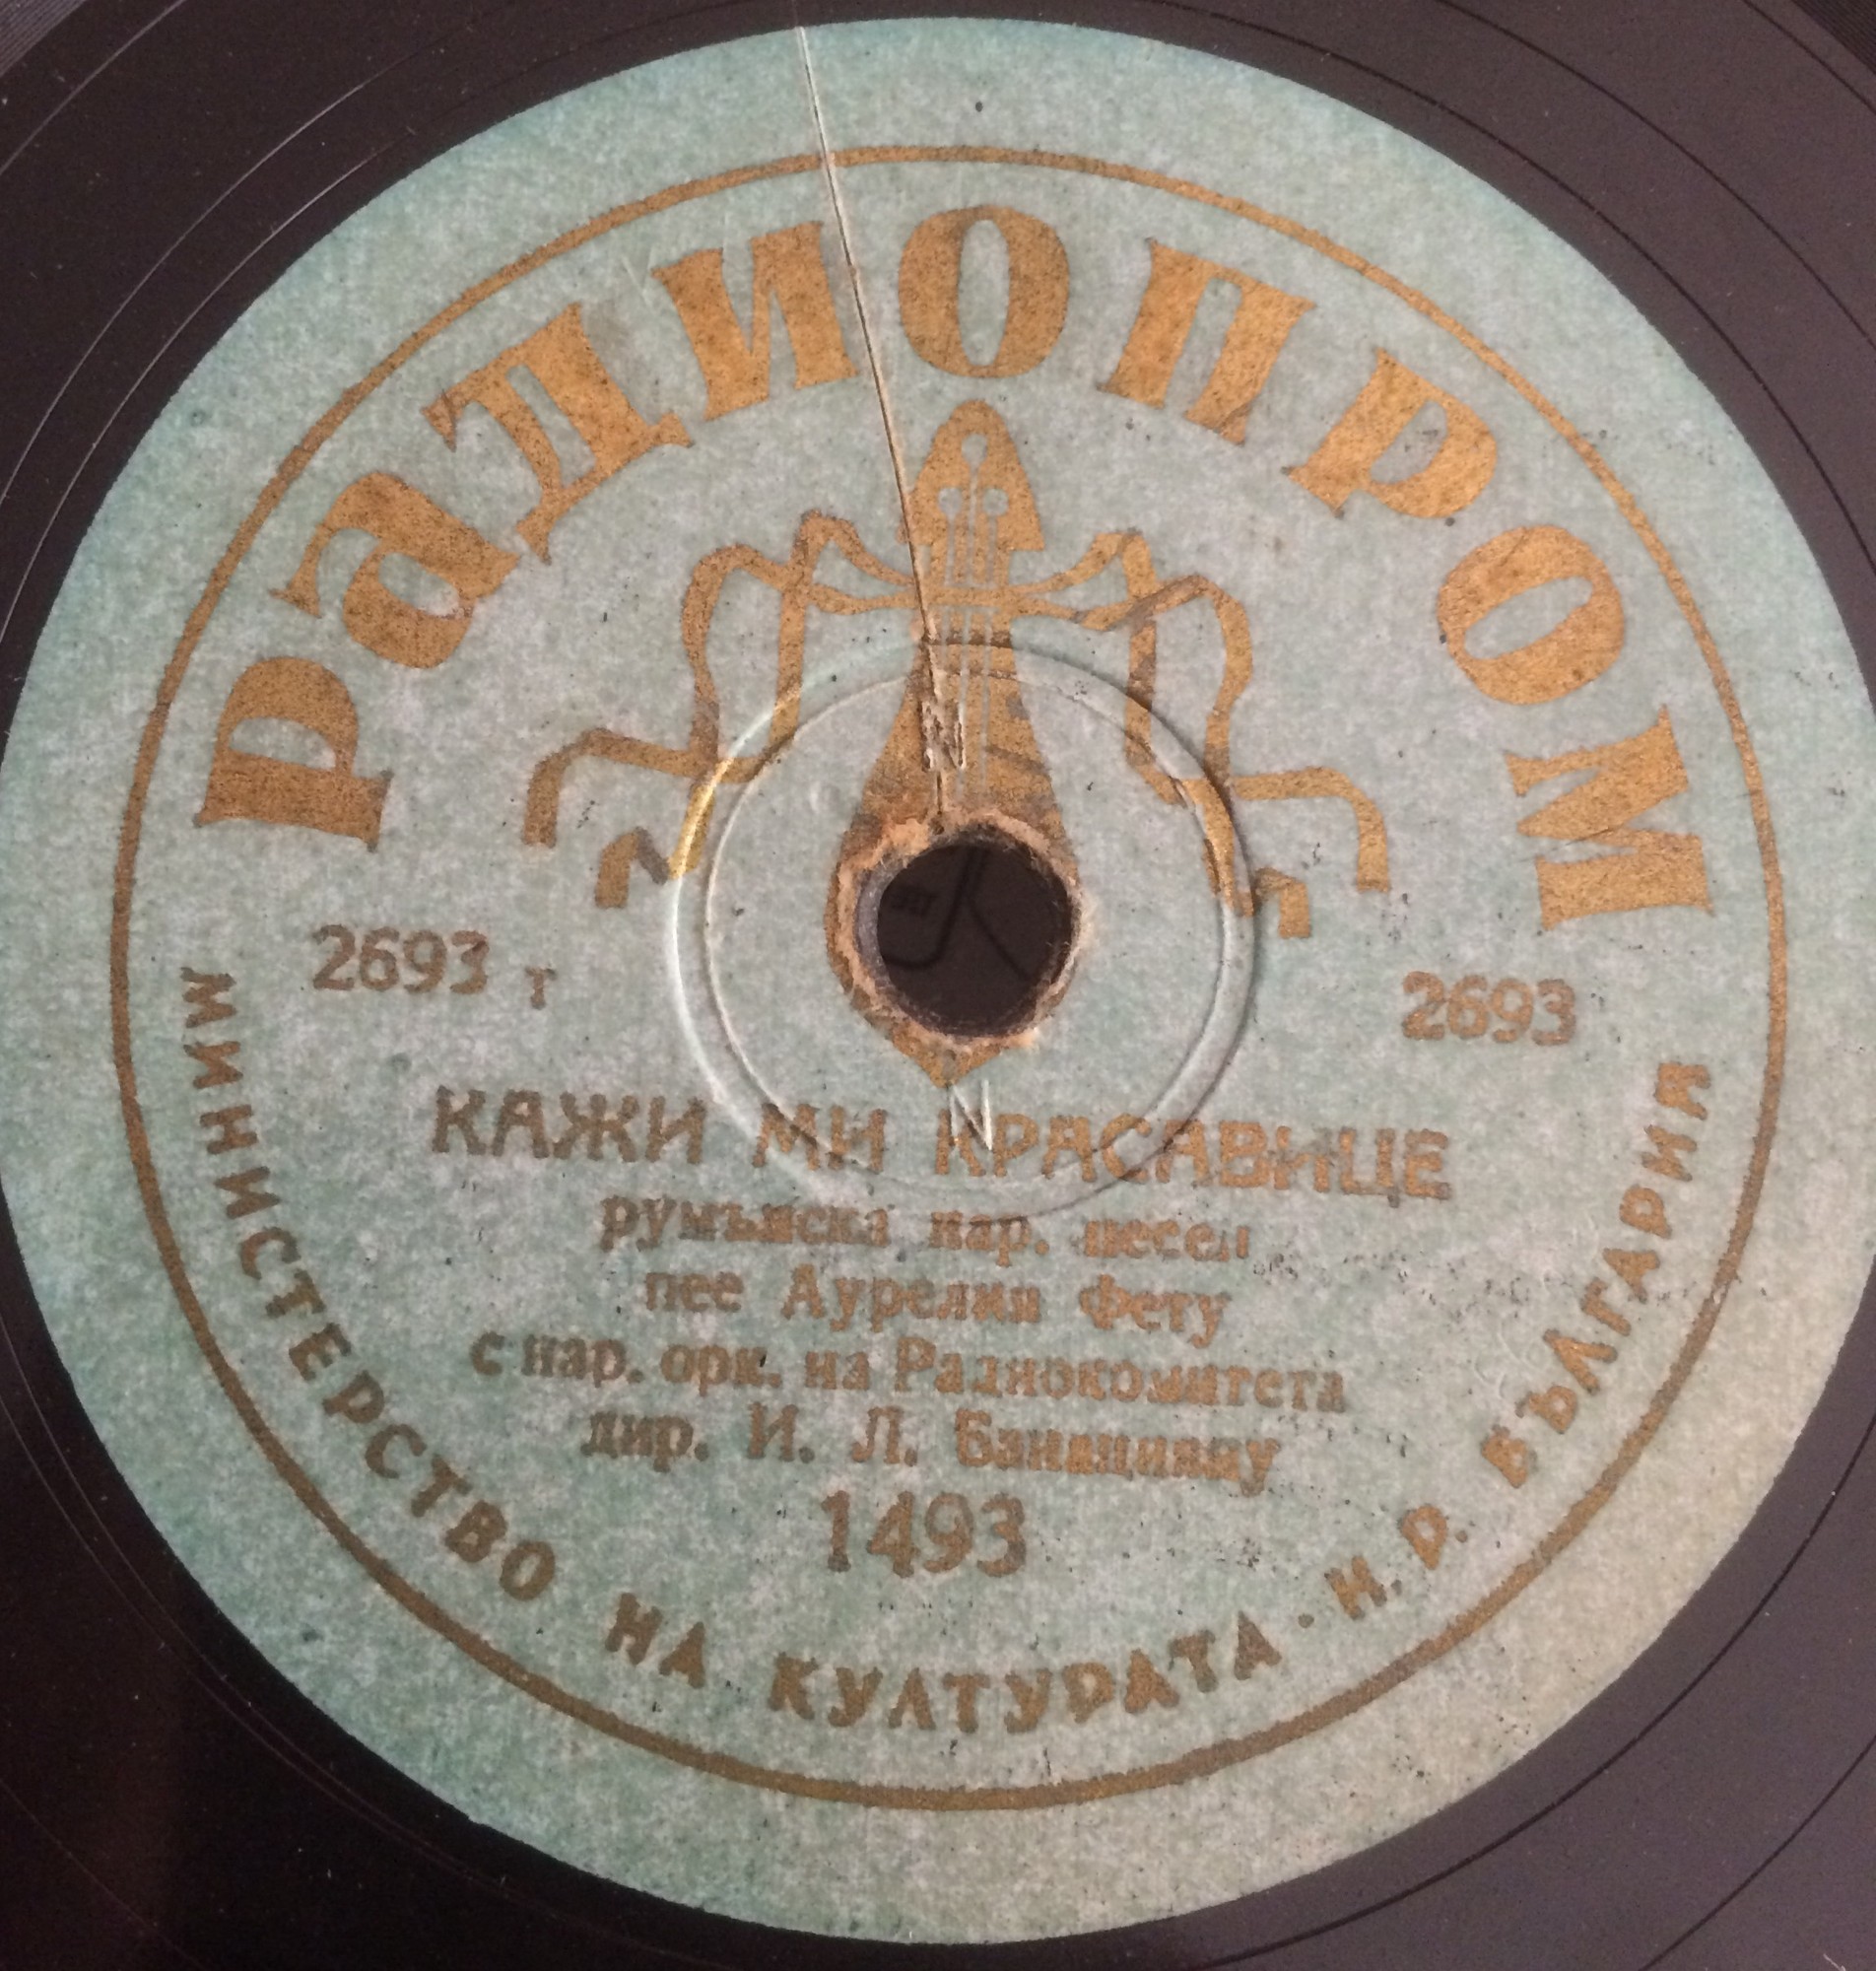 РАДИОПРОМ
2693 т
2693
КАЖИ МИ КРАСАВИЦЕ
румънска нар. песен
пее Аурелия Фету
с нар. орк. на Радиокомитета
дир. И. Л.
1493
МИНИСТЕРСТВО НА КУЛТУРАТА · Н. Р. БЪЛГАРИЯ
N